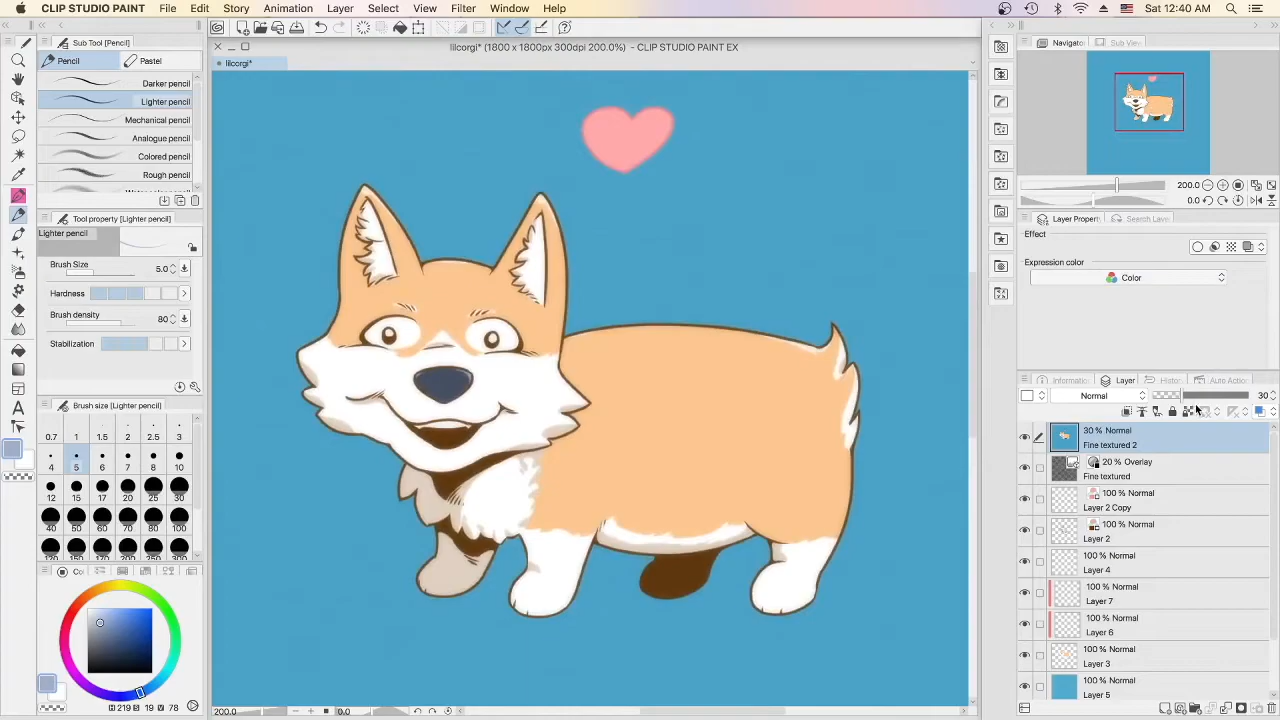 CLIP STUDIO PAINT File Edit Story Animation Layer Select View Filter Window Help Sat 12:40 AM
lilcorgi* (1800 x 1800px 300dpi 200.0%) - CLIP STUDIO PAINT EX
Sub Tool [Pencil]
lilcorgi*
Navigator Sub View
Pencil Pastel
Darker pencil
Lighter pencil
Mechanical pencil
Analogue pencil
Colored pencil
Rough pencil
200.0
0.0
Tool property [Lighter pencil]
Lighter pencil
Layer Property Search Layer
Effect
Brush Size 5.0
Expression color
Color
Hardness
Brush density 80
Stabilization
Informatic Layer Histor Auto Action
Normal 30
Brush size [Lighter pencil]
0.7 1 1.5 2 2.5 3
4 5 6 7 8 10
12 15 17 20 25 30
40 50 60 70 80 100
30 % Normal
Fine textured 2
20 % Overlay
Fine textured
100 % Normal
Layer 2 Copy
100 % Normal
Layer 2
100 % Normal
Layer 4
100 % Normal
Layer 7
100 % Normal
Layer 6
100 % Normal
Layer 3
100 % Normal
Layer 5
Co
219 19 78
200.0 0.0